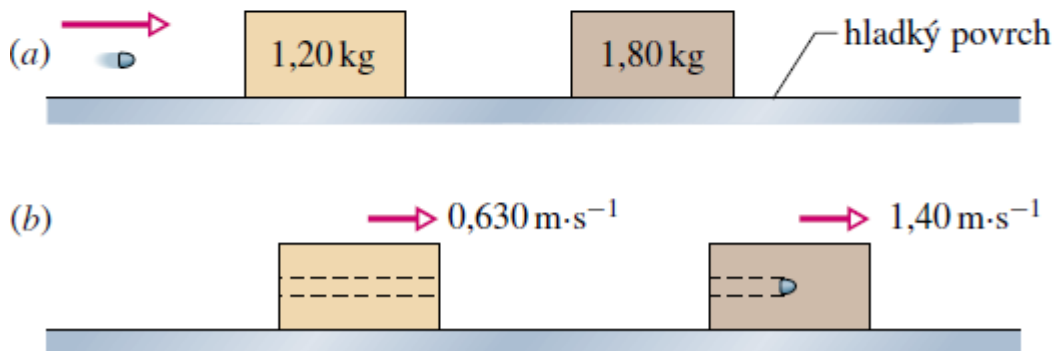 (a) 1,20 kg 1,80 kg hladký povrch
(b) 0,630 m·s⁻¹ 1,40 m·s⁻¹